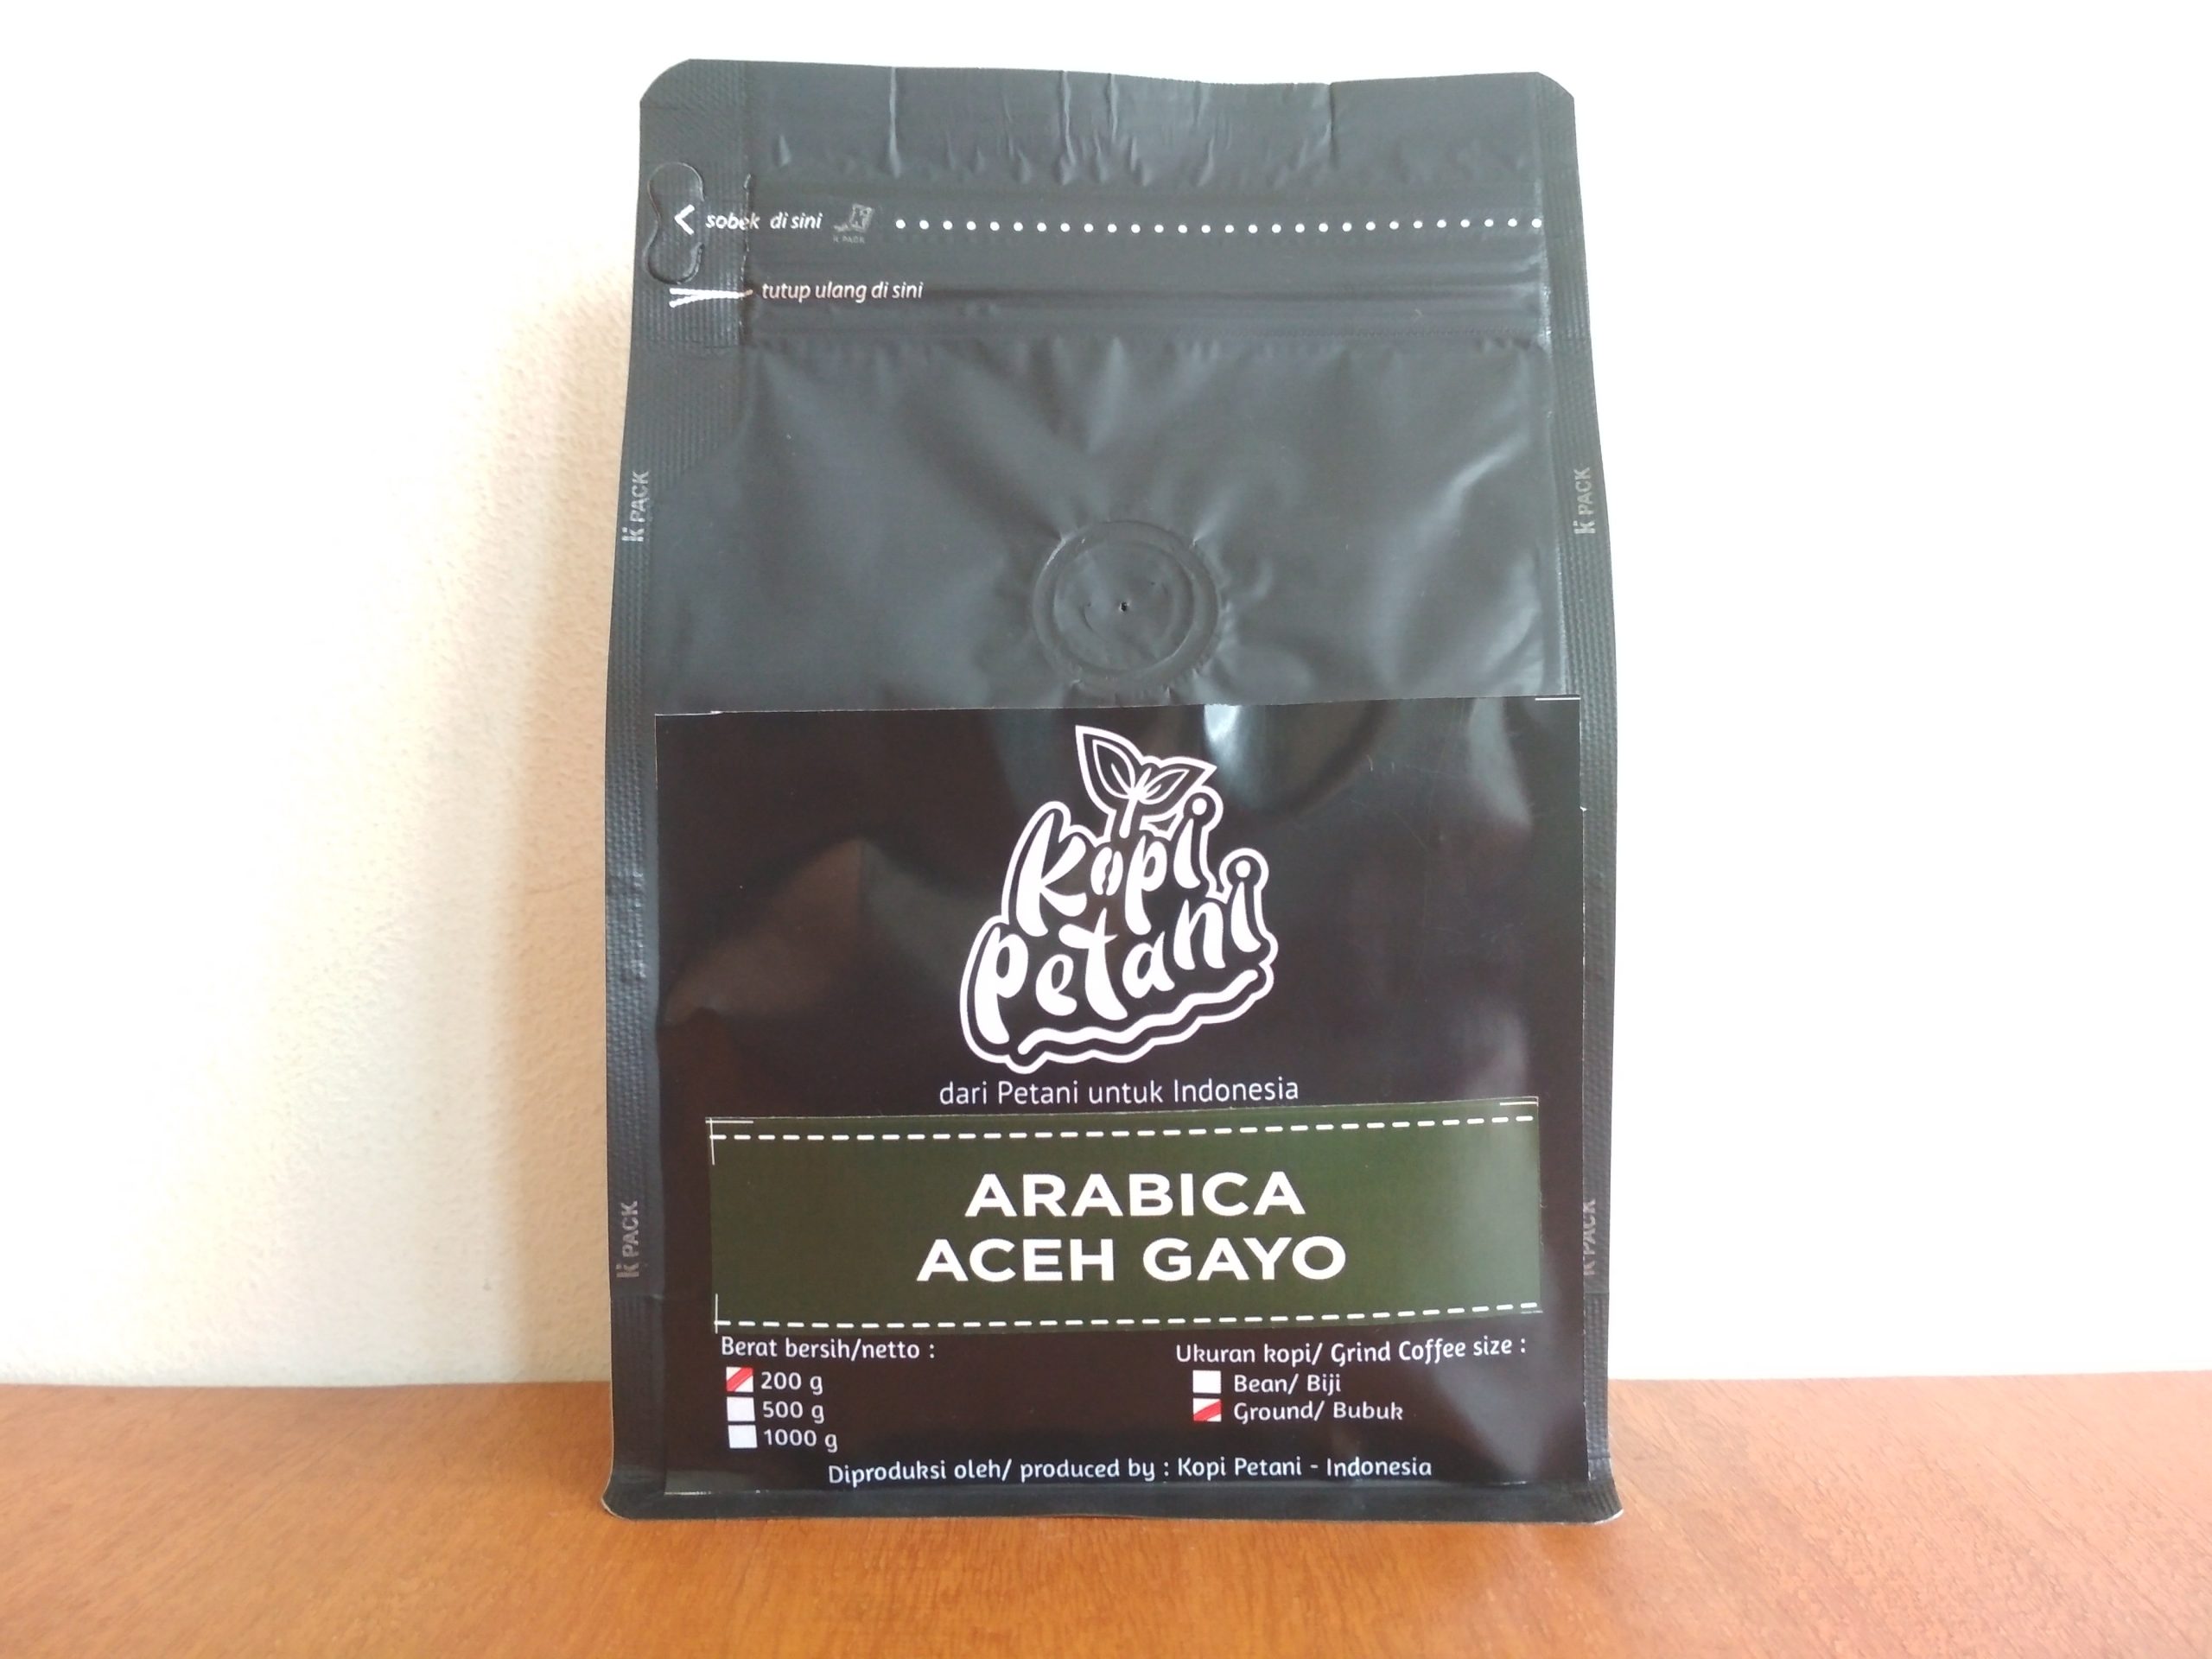 sobek di sini
K PACK
tutup ulang di sini
K PACK
K PACK
Kopi
Petani
dari Petani untuk Indonesia
ARABICA
ACEH GAYO
K PACK
K PACK
Berat bersih/netto :
200 g
500 g
1000 g
Ukuran kopi/ Grind Coffee size :
Bean/ Biji
Ground/ Bubuk
Diproduksi oleh/ produced by : Kopi Petani - Indonesia